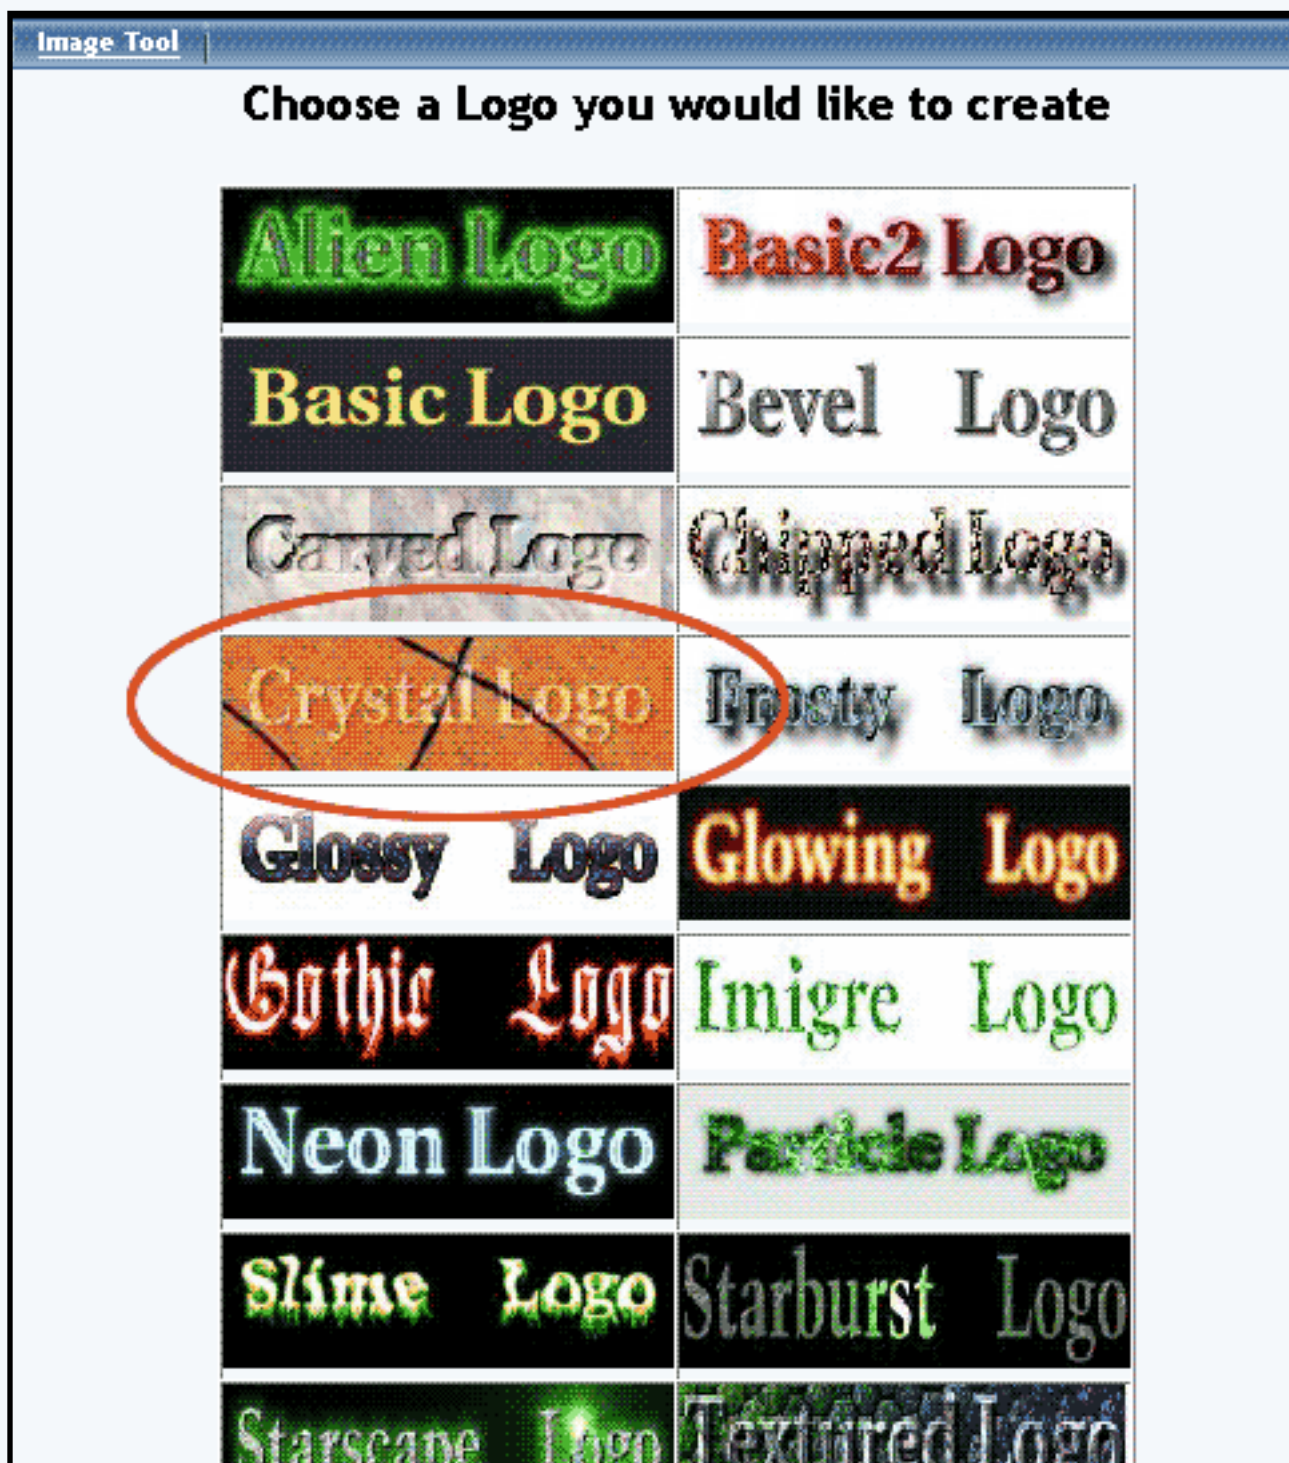 Image Tool
Choose a Logo you would like to create
Alien Logo
Basic2 Logo
Basic Logo
Bevel Logo
Carved Logo
Chipped Logo
Crystal Logo
Frosty Logo
Glossy Logo
Glowing Logo
Gothic Logo
Imigre Logo
Neon Logo
Particle Logo
Slime Logo
Starburst Logo
Starscape Logo
Textured Logo